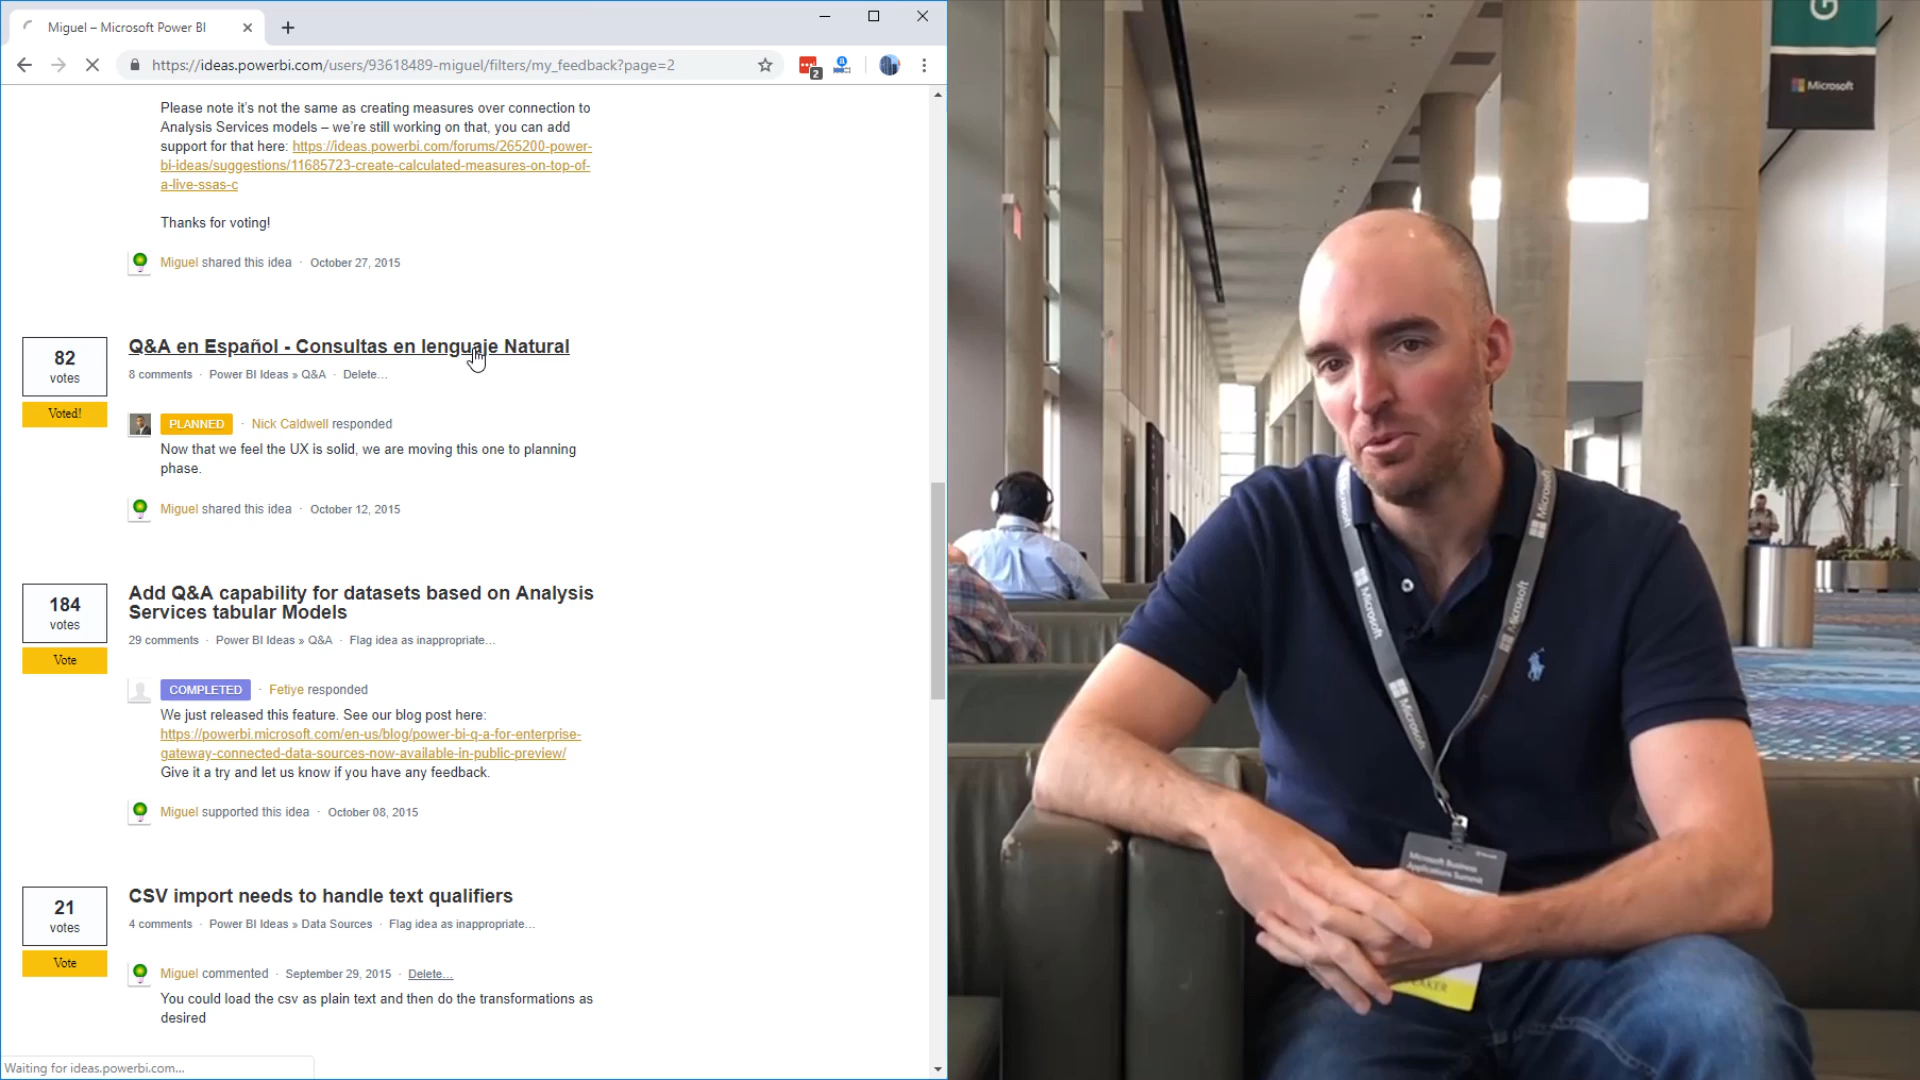 Miguel – Microsoft Power BI
https://ideas.powerbi.com/users/93618489-miguel/filters/my_feedback?page=2
2
Please note it's not the same as creating measures over connection to
Analysis Services models – we're still working on that, you can add
support for that here: https://ideas.powerbi.com/forums/265200-power-
bi-ideas/suggestions/11685723-create-calculated-measures-on-top-of-
a-live-ssas-c
Thanks for voting!
Miguel shared this idea · October 27, 2015
82
votes
Voted!
Q&A en Español - Consultas en lenguaje Natural
8 comments · Power BI Ideas » Q&A · Delete…
PLANNED · Nick Caldwell responded
Now that we feel the UX is solid, we are moving this one to planning
phase.
Miguel shared this idea · October 12, 2015
184
votes
Vote
Add Q&A capability for datasets based on Analysis
Services tabular Models
29 comments · Power BI Ideas » Q&A · Flag idea as inappropriate…
COMPLETED · Fetiye responded
We just released this feature. See our blog post here:
https://powerbi.microsoft.com/en-us/blog/power-bi-q-a-for-enterprise-
gateway-connected-data-sources-now-available-in-public-preview/
Give it a try and let us know if you have any feedback.
Miguel supported this idea · October 08, 2015
21
votes
Vote
CSV import needs to handle text qualifiers
4 comments · Power BI Ideas » Data Sources · Flag idea as inappropriate…
Miguel commented · September 29, 2015 · Delete…
You could load the csv as plain text and then do the transformations as
desired
Waiting for ideas.powerbi.com...
G
Microsoft
Microsoft
Microsoft
Microsoft
Microsoft
Microsoft Business
Applications Summit